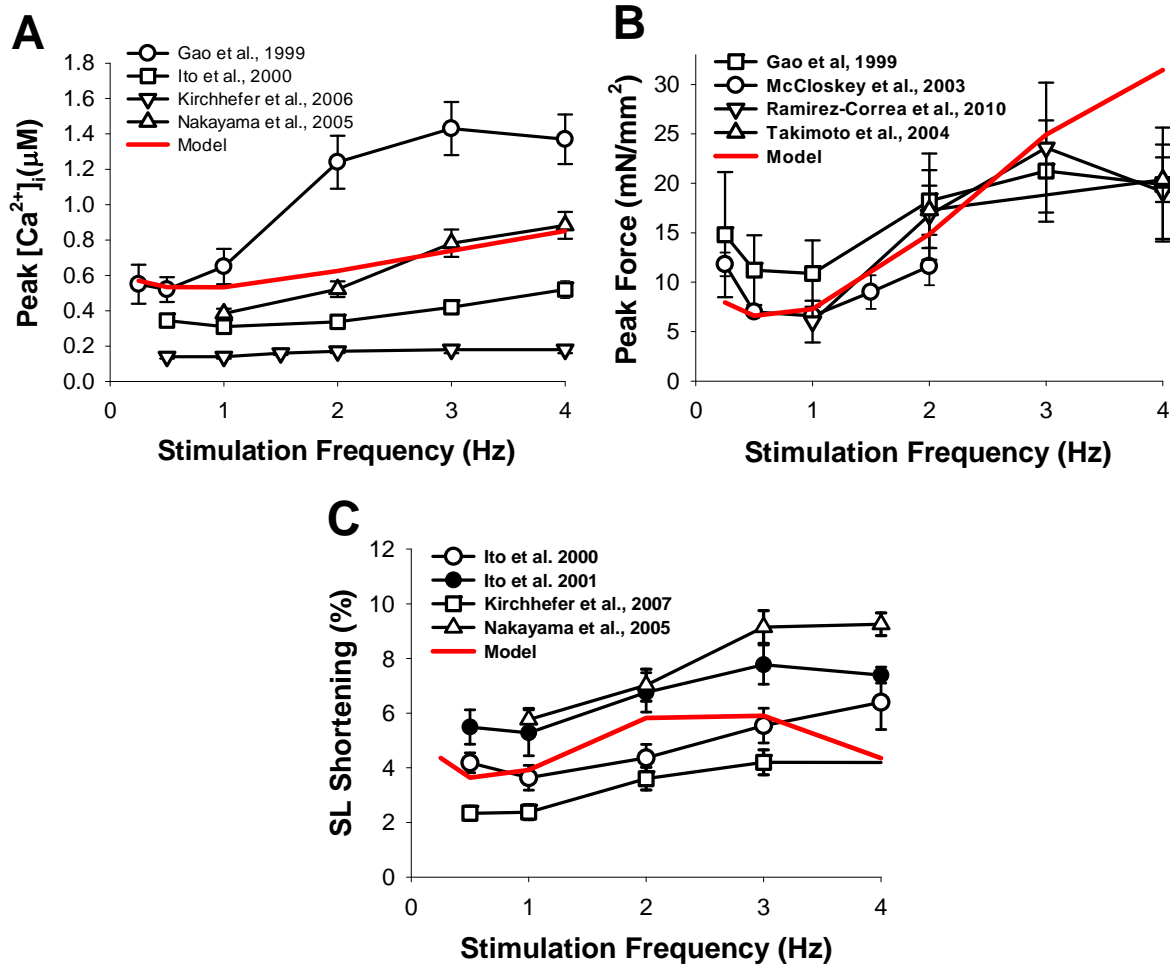 A
Gao et al., 1999
Ito et al., 2000
Kirchhefer et al., 2006
Nakayama et al., 2005
Model
Peak [Ca²⁺]ᵢ(μM)
1.8
1.6
1.4
1.2
1.0
0.8
0.6
0.4
0.2
0.0
0 1 2 3 4
Stimulation Frequency (Hz)
B
Gao et al, 1999
McCloskey et al., 2003
Ramirez-Correa et al., 2010
Takimoto et al., 2004
Model
Peak Force (mN/mm²)
30
25
20
15
10
5
0
0 1 2 3 4
Stimulation Frequency (Hz)
C
Ito et al. 2000
Ito et al. 2001
Kirchhefer et al., 2007
Nakayama et al., 2005
Model
SL Shortening (%)
12
10
8
6
4
2
0
0 1 2 3 4
Stimulation Frequency (Hz)